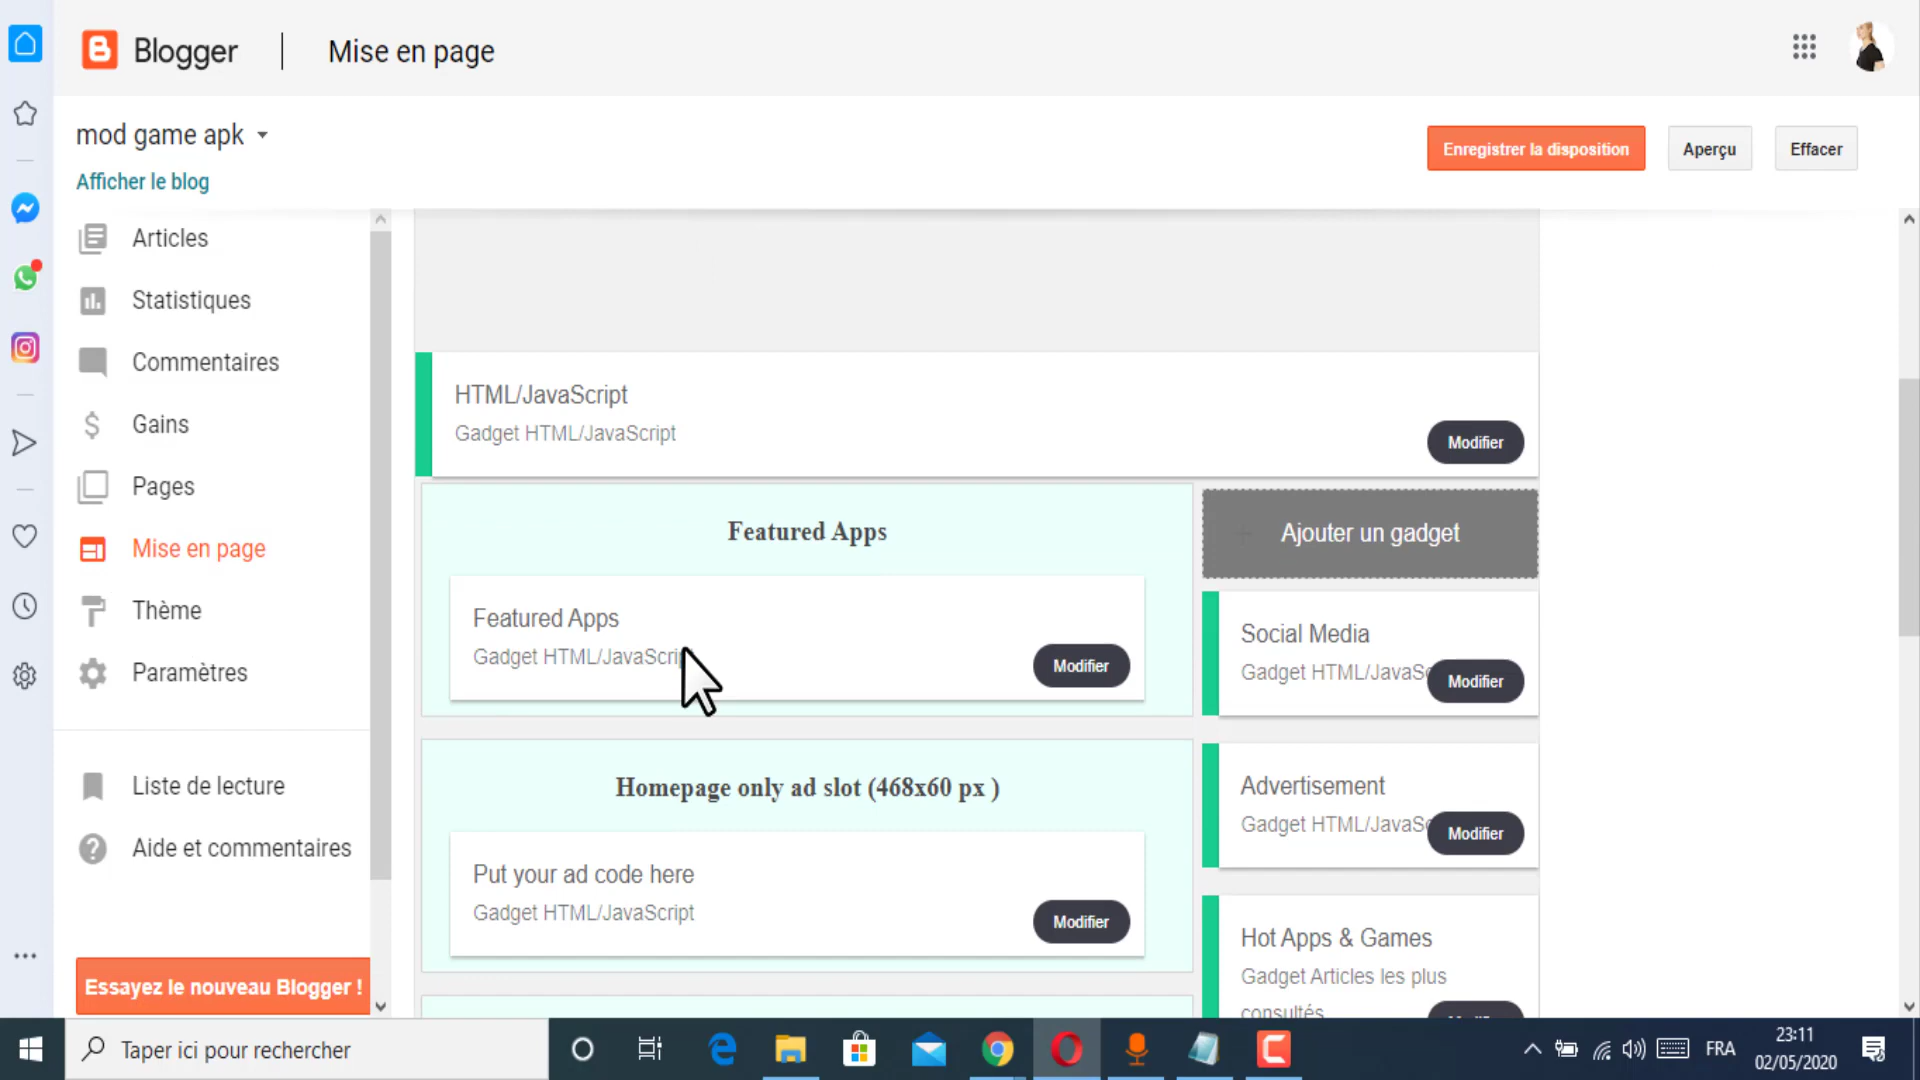 Blogger
Mise en page
mod game apk
Afficher le blog
Enregistrer la disposition
Aperçu
Effacer
Articles
Statistiques
Commentaires
Gains
Pages
Mise en page
Thème
Paramètres
Liste de lecture
Aide et commentaires
Essayez le nouveau Blogger !
HTML/JavaScript
Gadget HTML/JavaScript
Modifier
Featured Apps
Featured Apps
Gadget HTML/JavaScrip
Modifier
Homepage only ad slot (468x60 px )
Put your ad code here
Gadget HTML/JavaScript
Modifier
Ajouter un gadget
Social Media
Gadget HTML/JavaSc
Modifier
Advertisement
Gadget HTML/JavaSc
Modifier
Hot Apps & Games
Gadget Articles les plus
consultés
Taper ici pour rechercher
FRA
23:11
02/05/2020